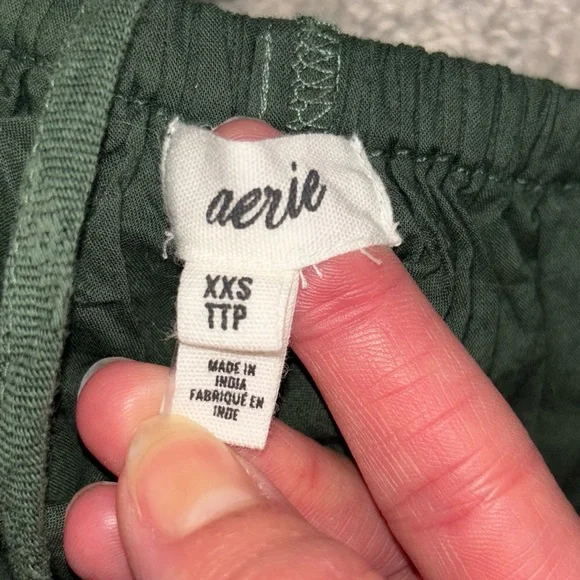 aerie
XXS
TTP
MADE IN
INDIA
FABRIQUÉ EN
INDE